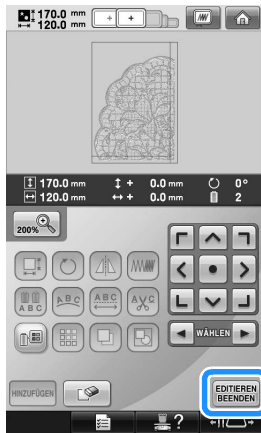 170.0 mm
120.0 mm
170.0 mm + 0.0 mm 0°
120.0 mm + 0.0 mm 2
200%
A B C A B C A B C A B C
WÄHLEN
HINZUFÜGEN
EDITIEREN
BEENDEN
?